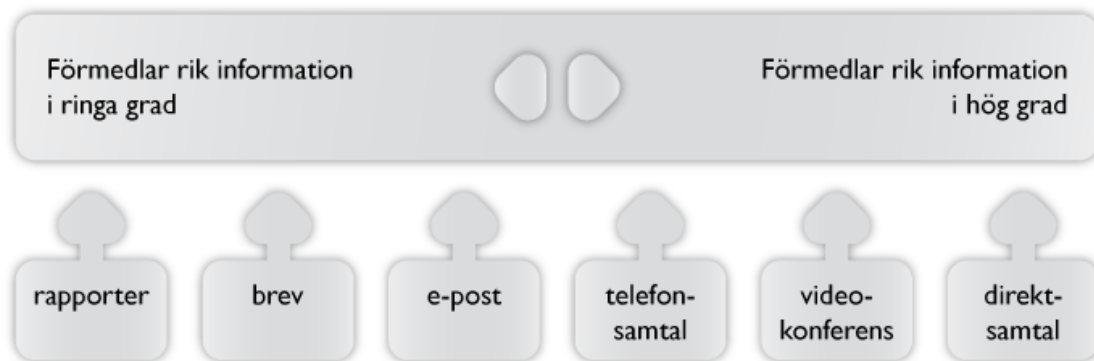 Förmedlar rik information
i ringa grad
Förmedlar rik information
i hög grad
rapporter
brev
e-post
telefon-
samtal
video-
konferens
direkt-
samtal